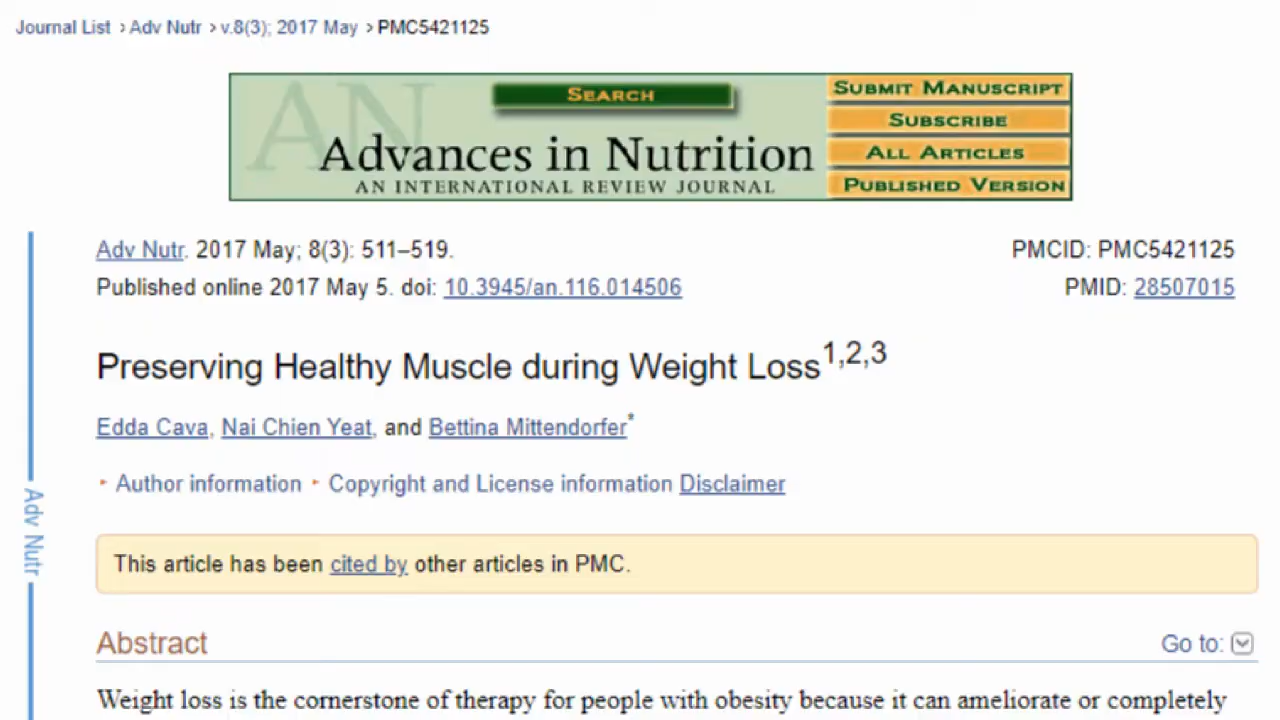 Journal List > Adv Nutr > v.8(3); 2017 May > PMC5421125
AN
SEARCH
Advances in Nutrition
AN INTERNATIONAL REVIEW JOURNAL
SUBMIT MANUSCRIPT
SUBSCRIBE
ALL ARTICLES
PUBLISHED VERSION
Adv Nutr. 2017 May; 8(3): 511–519.
PMCID: PMC5421125
Published online 2017 May 5. doi: 10.3945/an.116.014506
PMID: 28507015
Preserving Healthy Muscle during Weight Loss1,2,3
Edda Cava, Nai Chien Yeat, and Bettina Mittendorfer*
Author information Copyright and License information Disclaimer
This article has been cited by other articles in PMC.
Adv Nutr
Abstract
Go to:
Weight loss is the cornerstone of therapy for people with obesity because it can ameliorate or completely